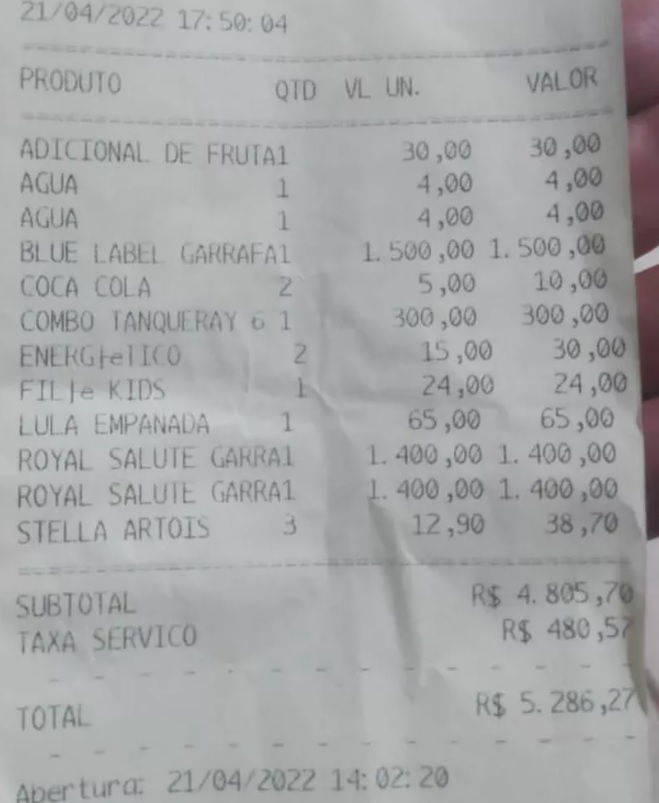 21/04/2022 17:50:04
PRODUTO QTD VL UN. VALOR
ADICIONAL DE FRUTA1 30,00 30,00
AGUA 1 4,00 4,00
AGUA 1 4,00 4,00
BLUE LABEL GARRAFA1 1.500,00 1.500,00
COCA COLA 2 5,00 10,00
COMBO TANQUERAY 6 1 300,00 300,00
ENERG├eTICO 2 15,00 30,00
FIL├e KIDS 1 24,00 24,00
LULA EMPANADA 1 65,00 65,00
ROYAL SALUTE GARRA1 1.400,00 1.400,00
ROYAL SALUTE GARRA1 1.400,00 1.400,00
STELLA ARTOIS 3 12,90 38,70
SUBTOTAL R$ 4.805,70
TAXA SERVICO R$ 480,57
TOTAL R$ 5.286,27
Abertura: 21/04/2022 14:02:20